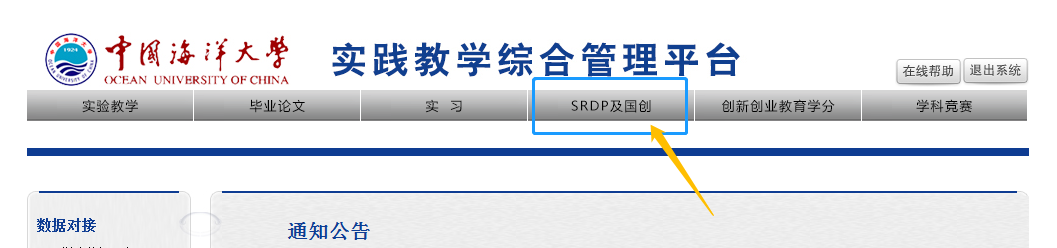 1924
中国海洋大学
OCEAN UNIVERSITY OF CHINA
实践教学综合管理平台
在线帮助 退出系统
实验教学 毕业论文 实 习 SRDP及国创 创新创业教育学分 学科竞赛
数据对接
通知公告